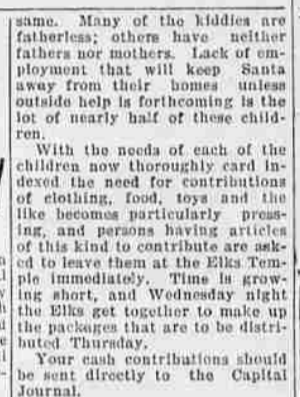 same. Many of the kiddies are
fatherless; others have neither
fathers nor mothers. Lack of em-
ployment that will keep Santa
away from their homes unless
outside help is forthcoming is the
lot of nearly half of these child-
ren.
With the needs of each of the
children now thoroughly card in-
dexed the need for contributions
of clothing, food, toys and the
like becomes particularly press-
ing, and persons having articles
of this kind to contribute are ask-
ed to leave them at the Elks Tem-
ple immediately. Time is grow-
ing short, and Wednesday night
the Elks get together to make up
the packages that are to be distri-
buted Thursday.
Your cash contributions should
be sent directly to the Capital
Journal.